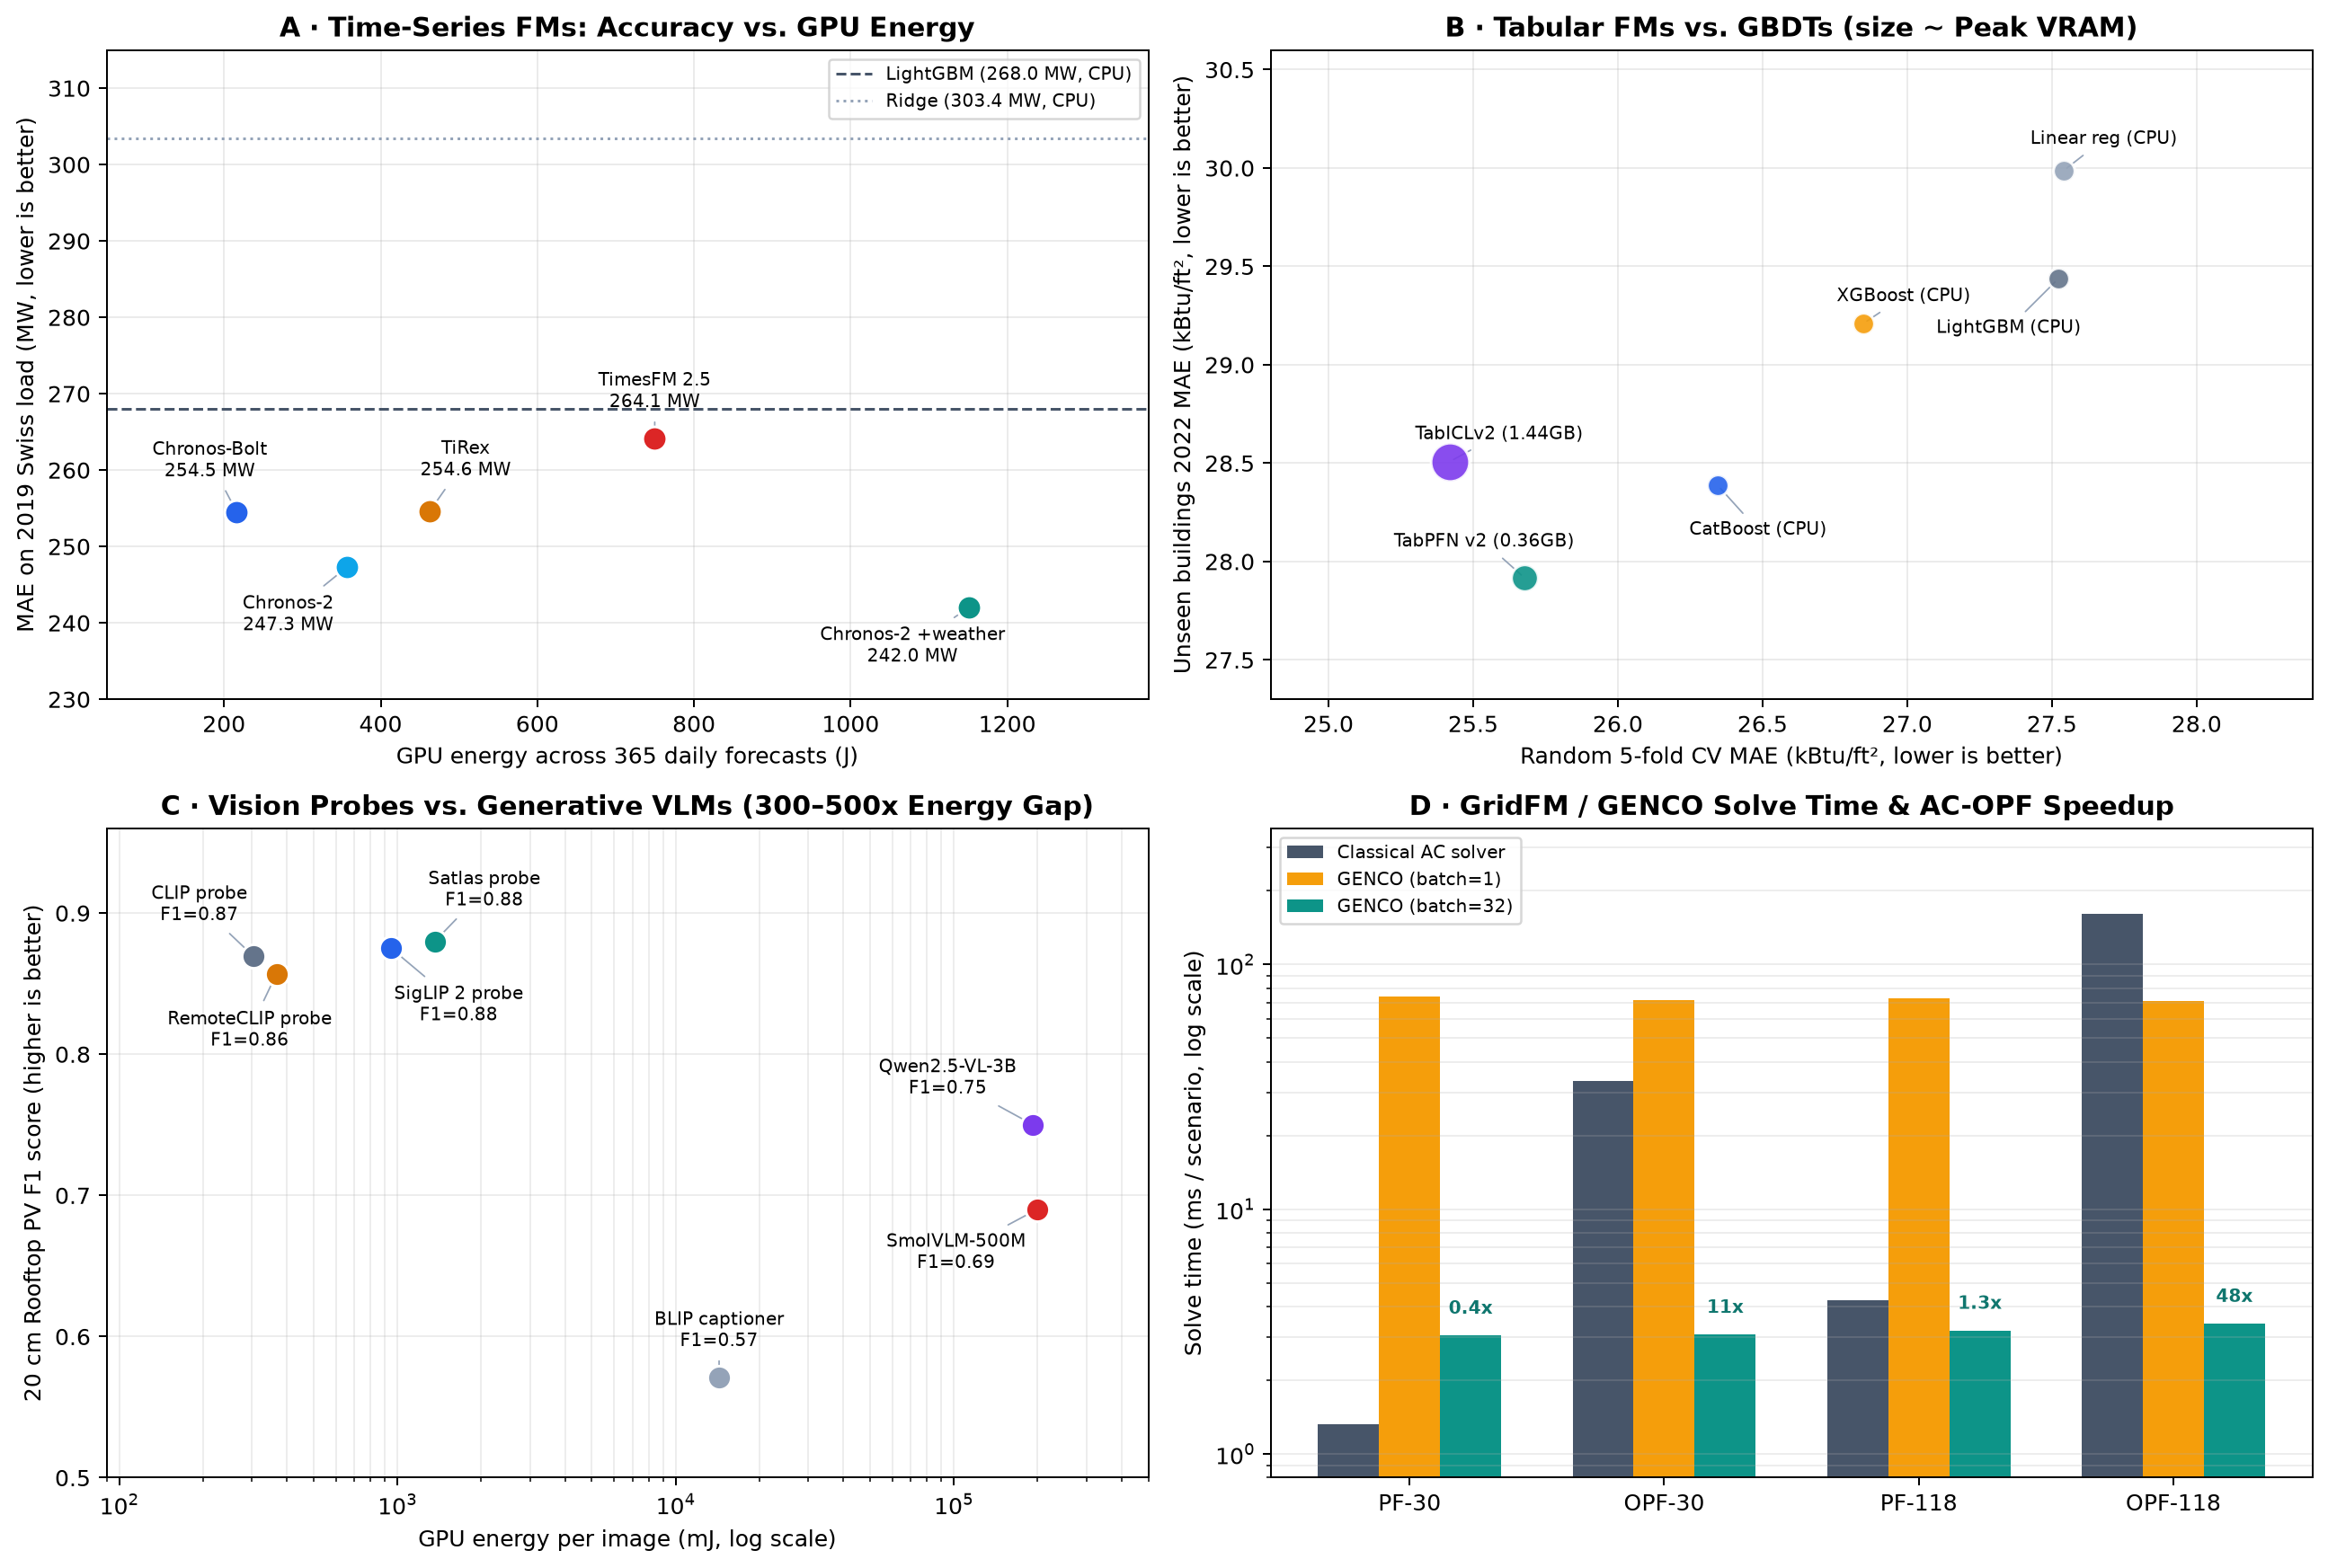 A · Time-Series FMs: Accuracy vs. GPU Energy
MAE on 2019 Swiss load (MW, lower is better)
310
300
290
280
270
260
250
240
230
LightGBM (268.0 MW, CPU)
Ridge (303.4 MW, CPU)
TimesFM 2.5
264.1 MW
Chronos-Bolt
254.5 MW
TiRex
254.6 MW
Chronos-2
247.3 MW
Chronos-2 +weather
242.0 MW
200
400
600
800
1000
1200
GPU energy across 365 daily forecasts (J)
B · Tabular FMs vs. GBDTs (size ~ Peak VRAM)
Unseen buildings 2022 MAE (kBtu/ft², lower is better)
30.5
30.0
29.5
29.0
28.5
28.0
27.5
Linear reg (CPU)
XGBoost (CPU)
LightGBM (CPU)
TabICLv2 (1.44GB)
CatBoost (CPU)
TabPFN v2 (0.36GB)
25.0
25.5
26.0
26.5
27.0
27.5
28.0
Random 5-fold CV MAE (kBtu/ft², lower is better)
C · Vision Probes vs. Generative VLMs (300–500x Energy Gap)
20 cm Rooftop PV F1 score (higher is better)
0.9
0.8
0.7
0.6
0.5
CLIP probe
F1=0.87
Satlas probe
F1=0.88
RemoteCLIP probe
F1=0.86
SigLIP 2 probe
F1=0.88
Qwen2.5-VL-3B
F1=0.75
SmolVLM-500M
F1=0.69
BLIP captioner
F1=0.57
10²
10³
10⁴
10⁵
GPU energy per image (mJ, log scale)
D · GridFM / GENCO Solve Time & AC-OPF Speedup
Solve time (ms / scenario, log scale)
10²
10¹
10⁰
Classical AC solver
GENCO (batch=1)
GENCO (batch=32)
0.4x
11x
1.3x
48x
PF-30
OPF-30
PF-118
OPF-118